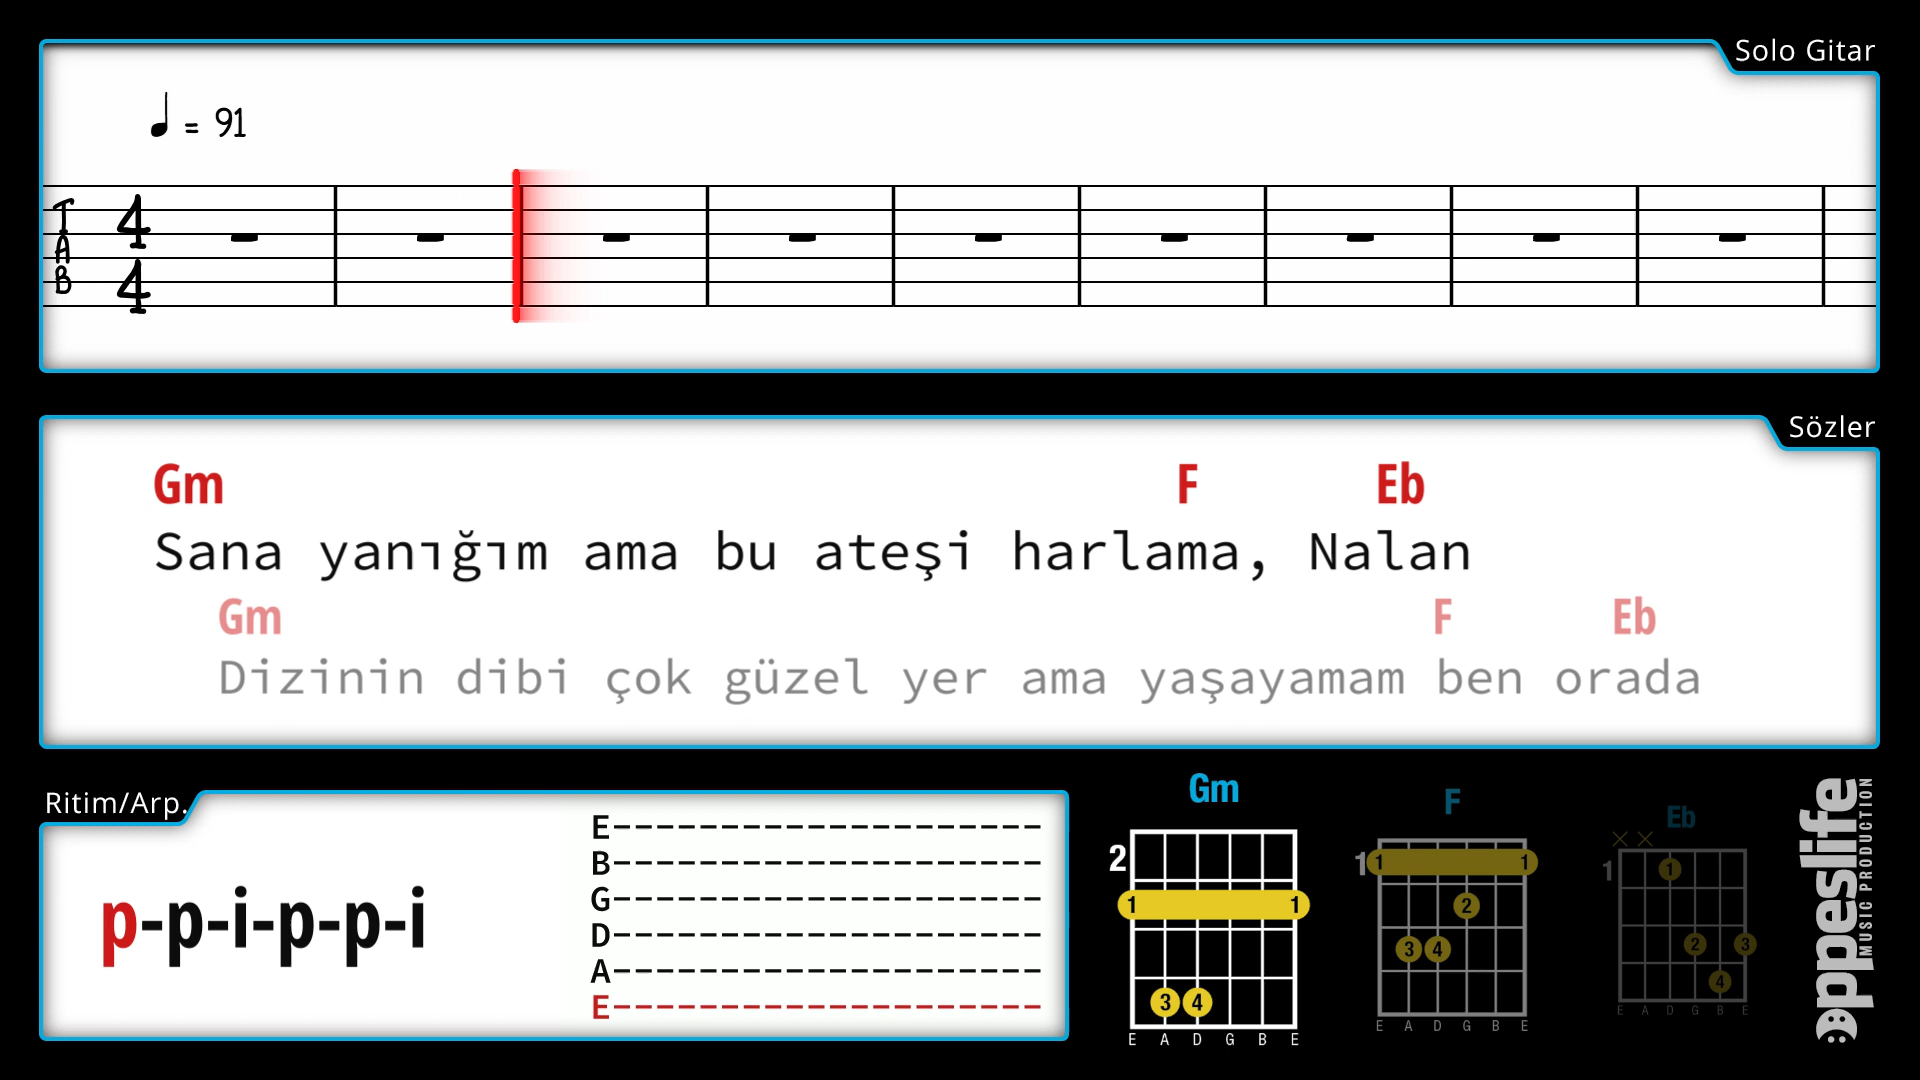 Solo Gitar
= 91
T
A
B
4
4
Sözler
Gm F Eb
Sana yanığım ama bu ateşi harlama, Nalan
Gm F Eb
Dizinin dibi çok güzel yer ama yaşayamam ben orada
Ritim/Arp.
p-p-i-p-p-i
E
B
G
D
A
E
Gm
2
1 1
3 4
E A D G B E
F
1
1 1
2
3 4
E A D G B E
Eb
× ×
1
1
2 3
4
E A D G B E
ppeslife
MUSIC PRODUCTION